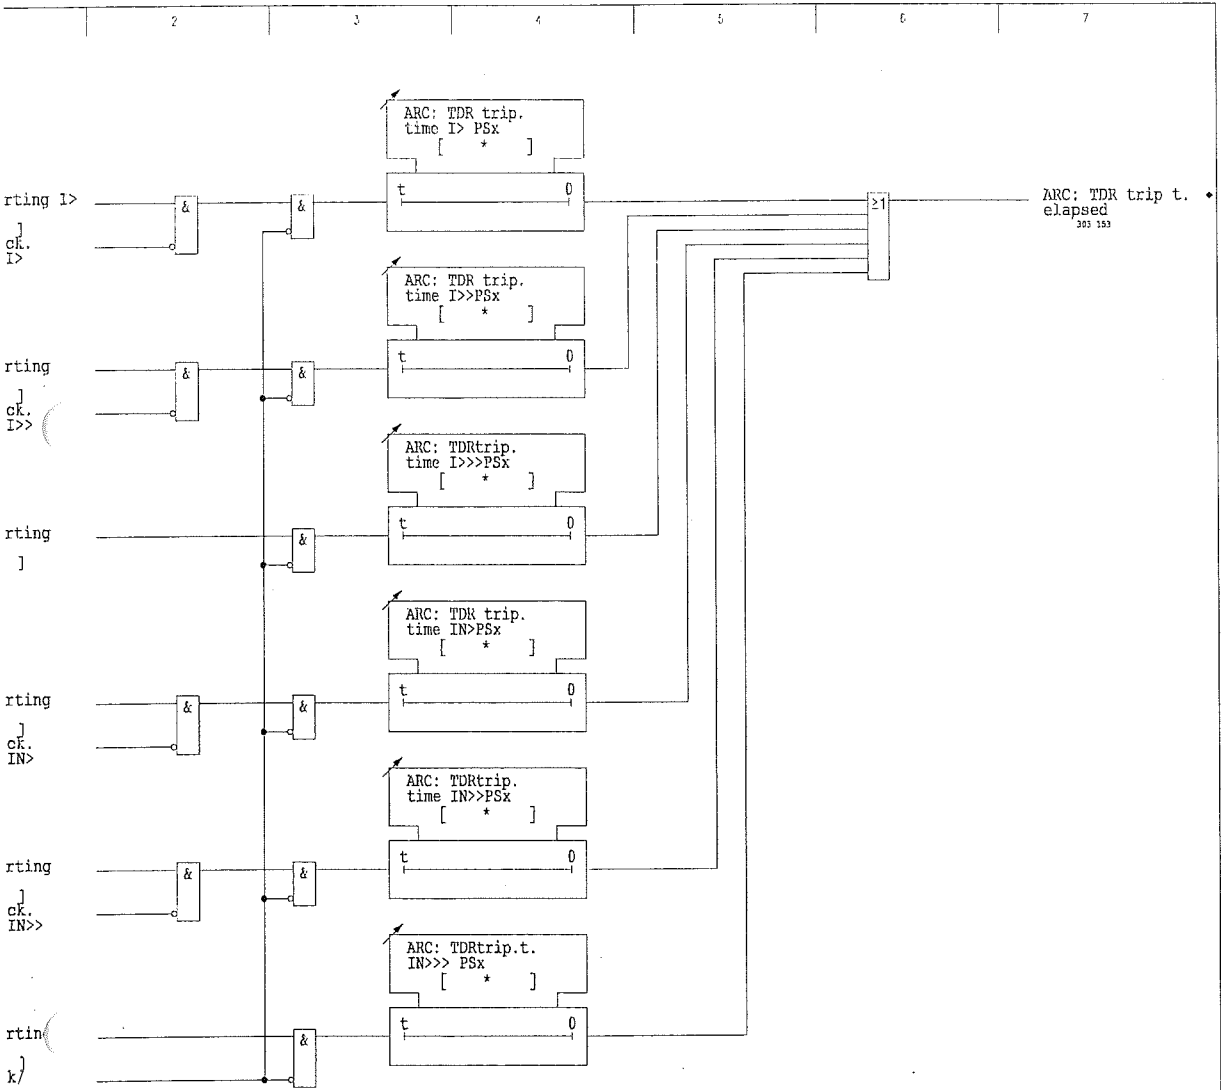 2 3 4 5 6 7
ARC: TDR trip.
time I> PSx
[ * ]
t 0
rting I>
& &
≥1
ARC: TDR trip t.
elapsed
303 153
]
ck.
I>
ARC: TDR trip.
time I>>PSx
[ * ]
t 0
rting
& &
]
ck.
I>>
ARC: TDRtrip.
time I>>>PSx
[ * ]
t 0
rting
&
]
ARC: TDR trip.
time IN>PSx
[ * ]
t 0
rting
& &
]
ck.
IN>
ARC: TDRtrip.
time IN>>PSx
[ * ]
t 0
rting
& &
]
ck.
IN>>
ARC: TDRtrip.t.
IN>>> PSx
[ * ]
t 0
rtin
&
]
k/